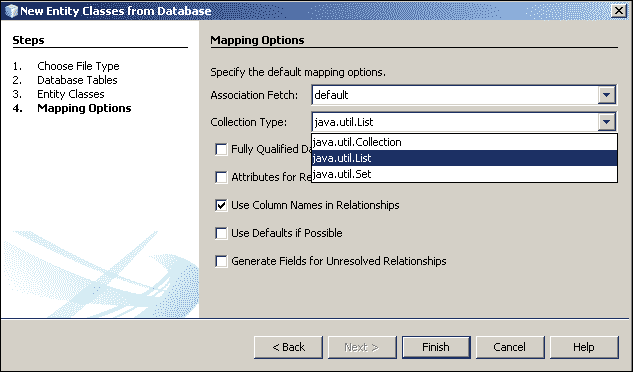 New Entity Classes from Database
Steps
1. Choose File Type
2. Database Tables
3. Entity Classes
4. Mapping Options
Mapping Options
Specify the default mapping options.
Association Fetch: default
Collection Type: java.util.List
java.util.Collection
java.util.List
java.util.Set
Fully Qualified
Attributes for
Use Column Names in Relationships
Use Defaults if Possible
Generate Fields for Unresolved Relationships
< Back Next > Finish Cancel Help